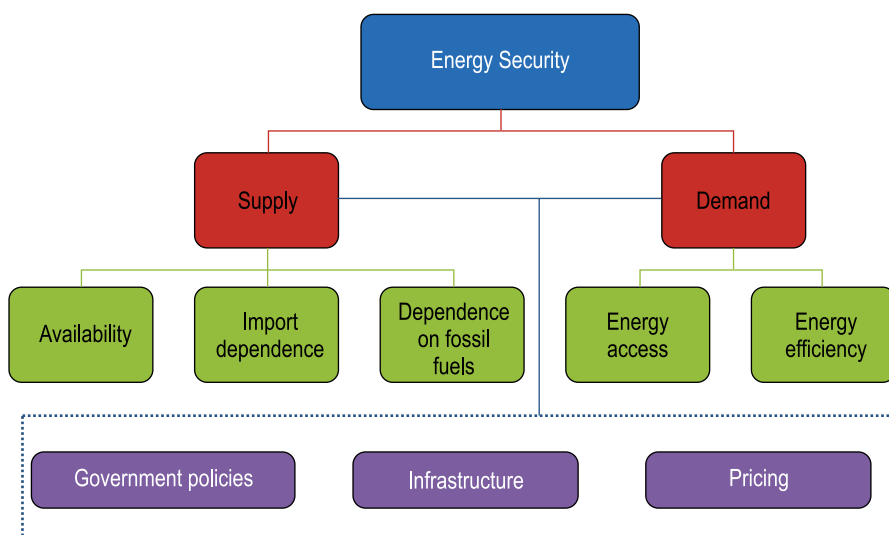 Energy Security
Supply
Demand
Availability
Import
dependence
Dependence
on fossil
fuels
Energy
access
Energy
efficiency
Government policies
Infrastructure
Pricing